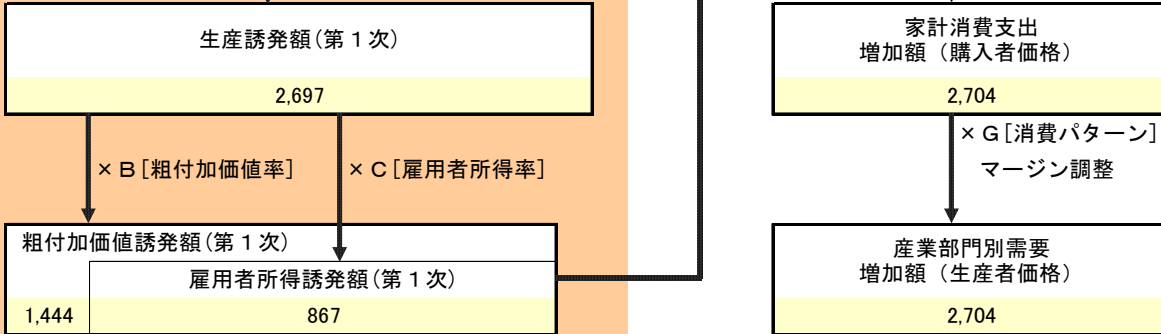 生産誘発額(第１次)
2,697
×Ｂ[粗付加価値率]
×Ｃ[雇用者所得率]
粗付加価値誘発額(第１次)
雇用者所得誘発額(第１次)
1,444
867
家計消費支出
増加額（購入者価格）
2,704
×Ｇ[消費パターン]
マージン調整
産業部門別需要
増加額（生産者価格）
2,704